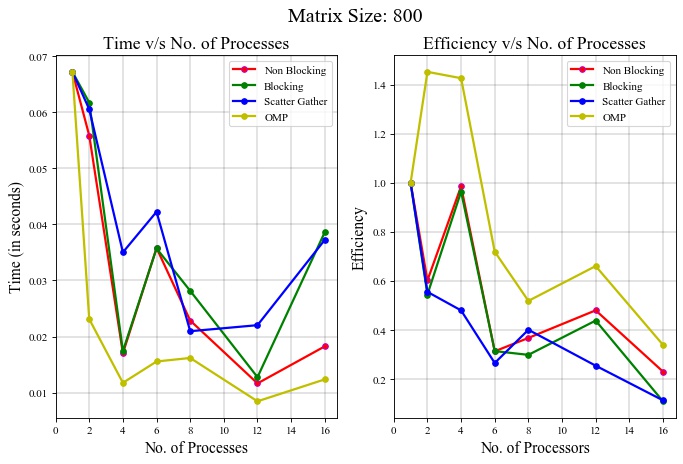 Matrix Size: 800
Time v/s No. of Processes
Non Blocking
Blocking
Scatter Gather
OMP
0.07
0.06
0.05
0.04
0.03
0.02
0.01
Time (in seconds)
0 2 4 6 8 10 12 14 16
No. of Processes
Efficiency v/s No. of Processes
Non Blocking
Blocking
Scatter Gather
OMP
1.4
1.2
1.0
0.8
0.6
0.4
0.2
Efficiency
0 2 4 6 8 10 12 14 16
No. of Processors